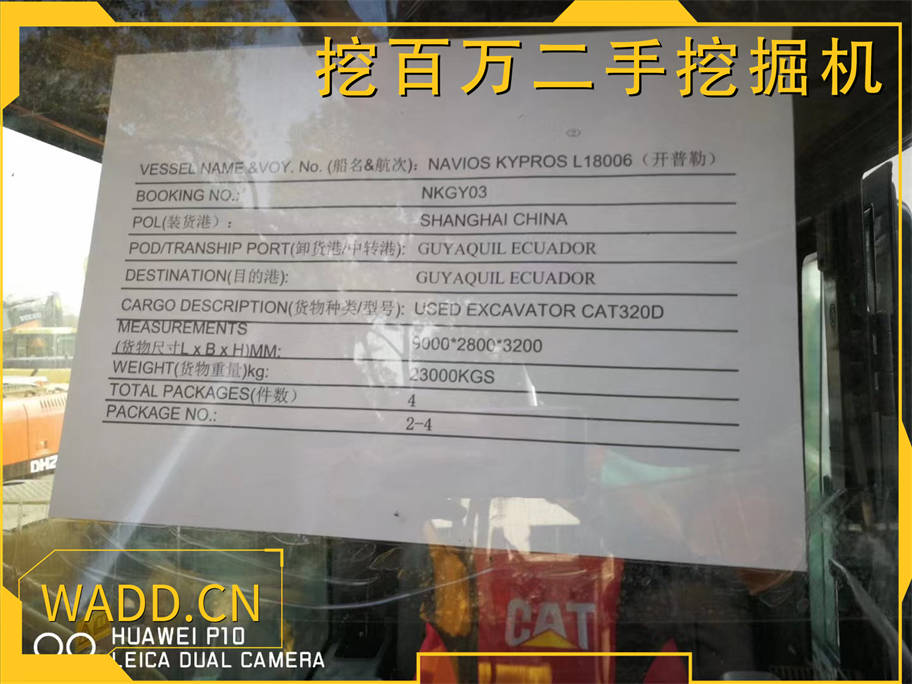 挖百万二手挖掘机
VESSEL NAME &VOY. No. (船名&航次): NAVIOS KYPROS L18006（开普勒）
BOOKING NO.: NKGY03
POL(装货港）: SHANGHAI CHINA
POD/TRANSHIP PORT(卸货港/中转港): GUYAQUIL ECUADOR
DESTINATION(目的港): GUYAQUIL ECUADOR
CARGO DESCRIPTION(货物种类/型号): USED EXCAVATOR CAT320D
MEASUREMENTS
(货物尺寸L x B x H)MM: 9000*2800*3200
WEIGHT(货物重量)kg: 23000KGS
TOTAL PACKAGES(件数） 4
PACKAGE NO.: 2-4
DH2
CAT
WADD.CN
HUAWEI P10
LEICA DUAL CAMERA